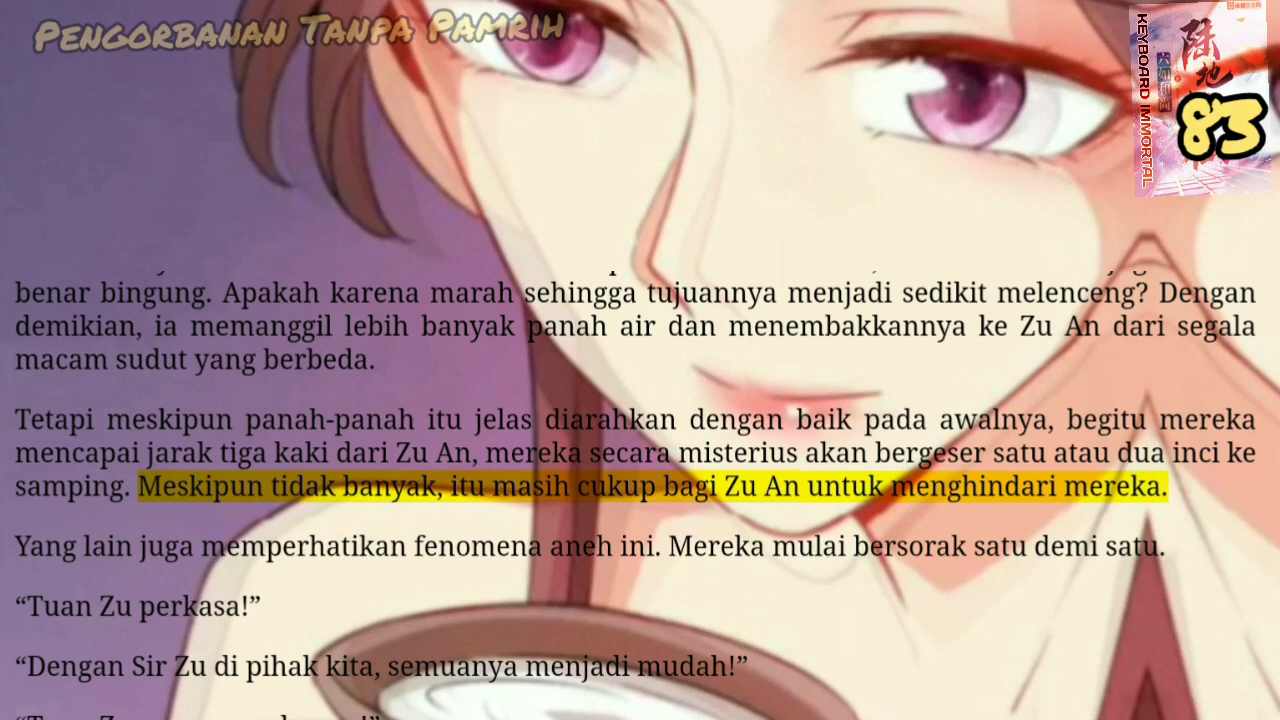 Pengorbanan Tanpa Pamrih
KEYBOARD IMMORTAL
陆地
83
benar bingung. Apakah karena marah sehingga tujuannya menjadi sedikit melenceng? Dengan
demikian, ia memanggil lebih banyak panah air dan menembakkannya ke Zu An dari segala
macam sudut yang berbeda.
Tetapi meskipun panah-panah itu jelas diarahkan dengan baik pada awalnya, begitu mereka
mencapai jarak tiga kaki dari Zu An, mereka secara misterius akan bergeser satu atau dua inci ke
samping. Meskipun tidak banyak, itu masih cukup bagi Zu An untuk menghindari mereka.
Yang lain juga memperhatikan fenomena aneh ini. Mereka mulai bersorak satu demi satu.
“Tuan Zu perkasa!”
“Dengan Sir Zu di pihak kita, semuanya menjadi mudah!”